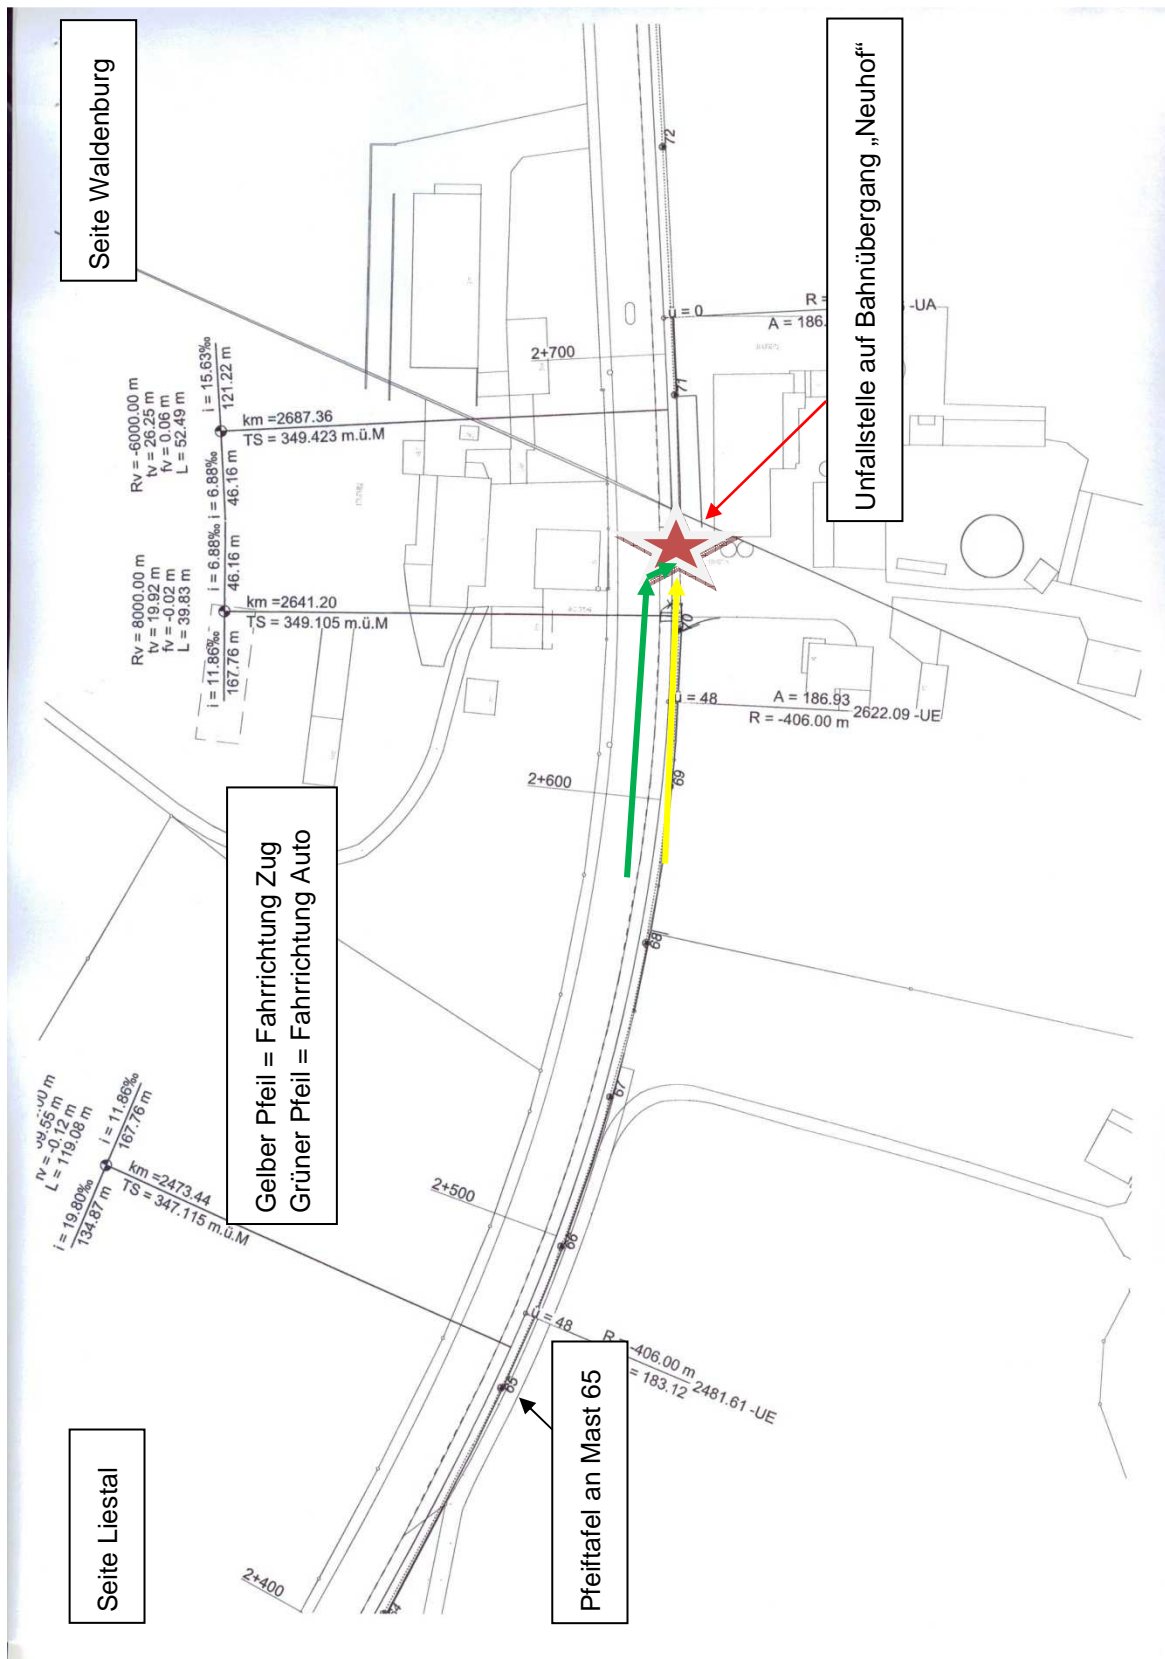 Seite Waldenburg
Unfallstelle auf Bahnübergang „Neuhof“
Rv = -6000.00 m
tv = 26.25 m
fv = 0.06 m
L = 52.49 m
i = 15.63‰
121.22 m
i = 6.88‰
46.16 m
km =2687.36
TS = 349.423 m.ü.M
Rv = 8000.00 m
tv = 19.92 m
fv = -0.02 m
L = 39.83 m
i = 6.88‰
46.16 m
i = 11.86‰
167.76 m
km =2641.20
TS = 349.105 m.ü.M
72
ü = 0
R =
-UA
A = 186.
2+700
71
70
ü = 48
A = 186.93
R = -406.00 m
2622.09 -UE
2+600
69
68
Gelber Pfeil = Fahrrichtung Zug
Grüner Pfeil = Fahrrichtung Auto
67
.55 m
= -0.12 m
L = 119.08 m
i = 11.86‰
167.76 m
i = 19.80‰
134.87 m
km =2473.44
TS = 347.115 m.ü.M
2+500
66
ü = 48
R
-406.00 m
= 183.12
2481.61 -UE
65
Pfeiftafel an Mast 65
Seite Liestal
2+400
64